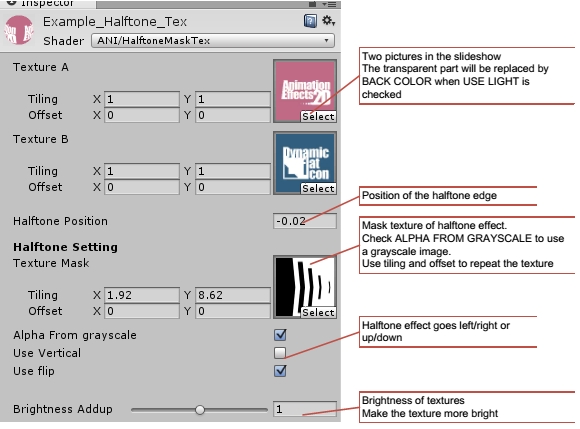 Inspector
Example_Halftone_Tex
Shader ANI/HalftoneMaskTex
Texture A
Animation
Effects2D
Tiling X 1 Y 1
Offset X 0 Y 0
Select
Texture B
Dynamic
Flat
Icon
Tiling X 1 Y 1
Offset X 0 Y 0
Select
Halftone Position -0.02
Halftone Setting
Texture Mask
Tiling X 1.92 Y 8.62
Offset X 0 Y 0
Select
Alpha From grayscale
Use Vertical
Use flip
Brightness Addup 1
Two pictures in the slideshow
The transparent part will be replaced by
BACK COLOR when USE LIGHT is
checked
Position of the halftone edge
Mask texture of halftone effect.
Check ALPHA FROM GRAYSCALE to use
a grayscale image.
Use tiling and offset to repeat the texture
Halftone effect goes left/right or
up/down
Brightness of textures
Make the texture more bright